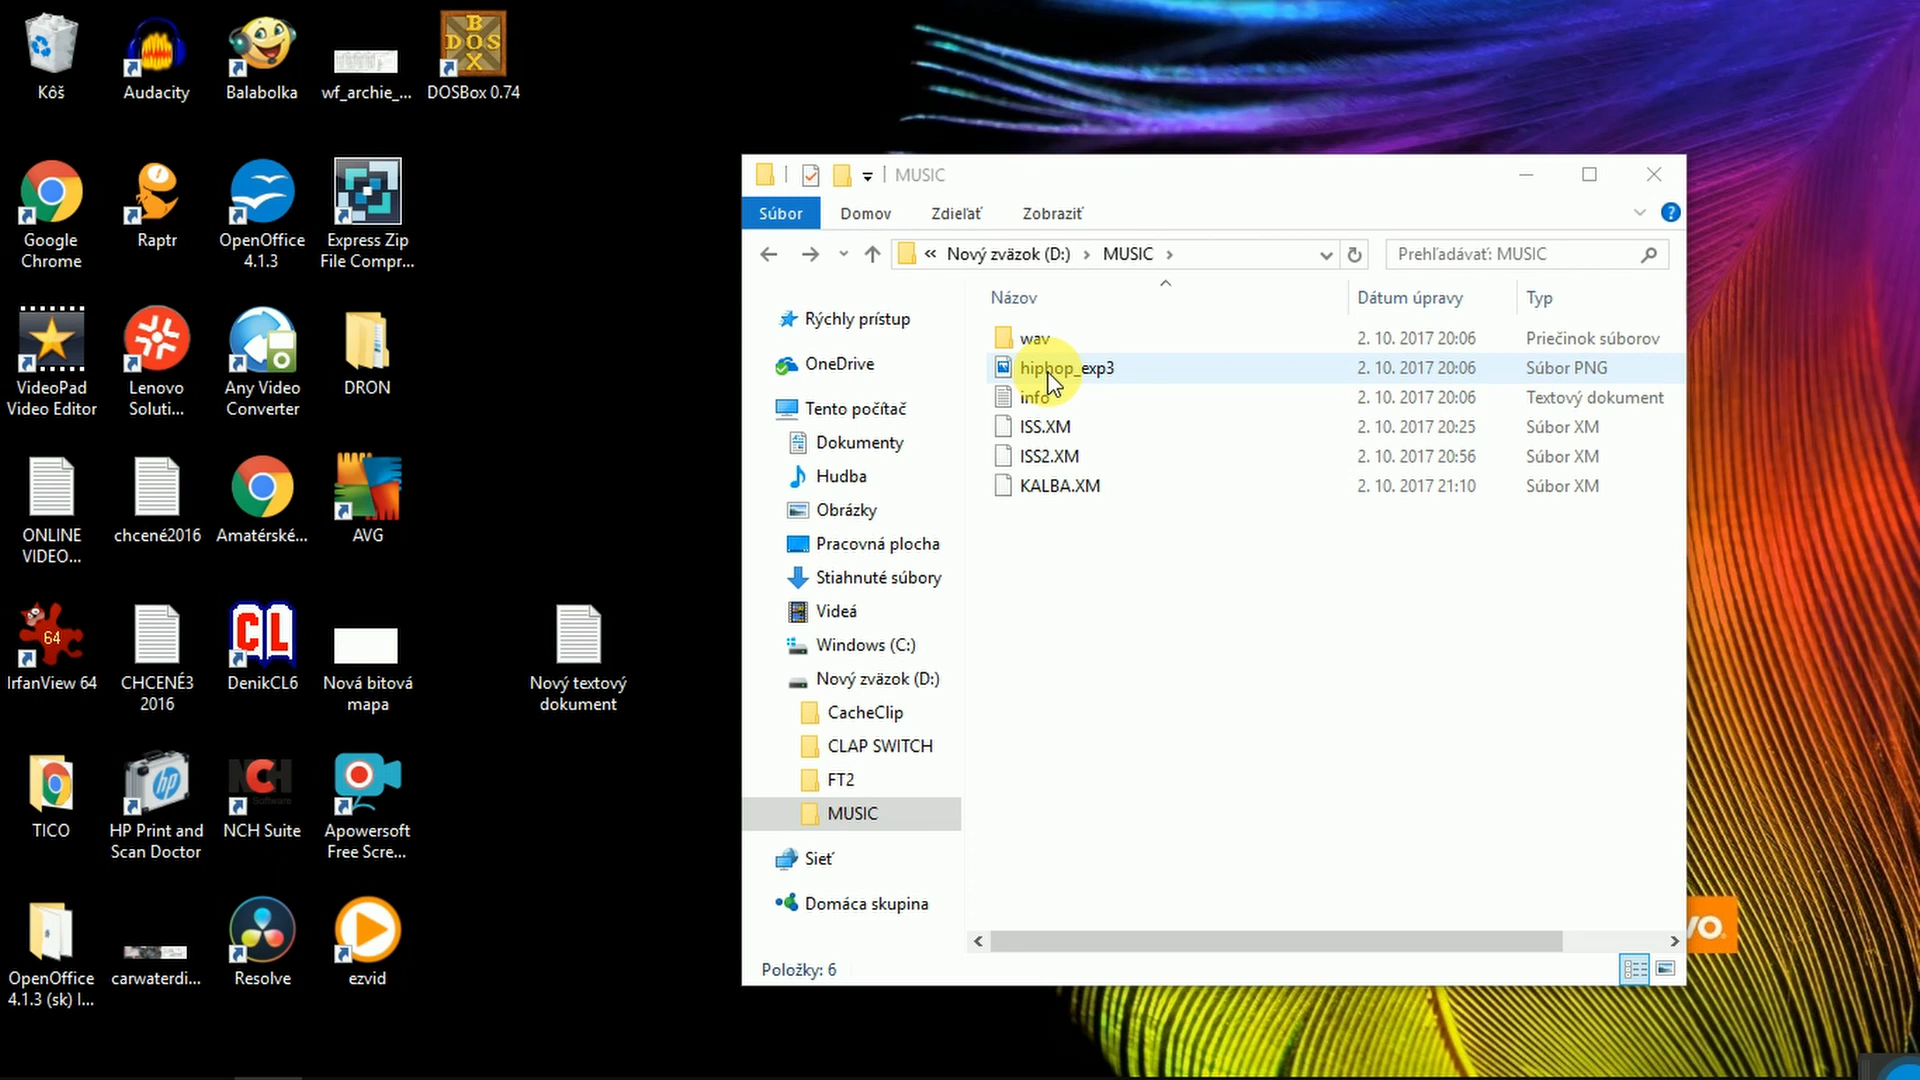 Kôš
Audacity
Balabolka
wf_archie_...
DOSBox 0.74
Google
Chrome
Raptr
OpenOffice
4.1.3
Express Zip
File Compr...
VideoPad
Video Editor
Lenovo
Soluti...
Any Video
Converter
DRON
ONLINE
VIDEO...
chcené2016
Amatérské...
AVG
64
IrfanView 64
CHCENÉ3
2016
CL
DenikCL6
Nová bitová
mapa
Nový textový
dokument
TICO
hp
HP Print and
Scan Doctor
NCH
Software
NCH Suite
Apowersoft
Free Scre...
OpenOffice
4.1.3 (sk) I...
carwaterdi...
Resolve
ezvid
MUSIC
Súbor
Domov
Zdieľať
Zobraziť
« Nový zväzok (D:) › MUSIC ›
Prehľadávať: MUSIC
Názov
Dátum úpravy
Typ
wav 2. 10. 2017 20:06 Priečinok súborov
hiphop_exp3 2. 10. 2017 20:06 Súbor PNG
info 2. 10. 2017 20:06 Textový dokument
ISS.XM 2. 10. 2017 20:25 Súbor XM
ISS2.XM 2. 10. 2017 20:56 Súbor XM
KALBA.XM 2. 10. 2017 21:10 Súbor XM
Rýchly prístup
OneDrive
Tento počítač
Dokumenty
Hudba
Obrázky
Pracovná plocha
Stiahnuté súbory
Videá
Windows (C:)
Nový zväzok (D:)
CacheClip
CLAP SWITCH
FT2
MUSIC
Sieť
Domáca skupina
Položky: 6
vo.